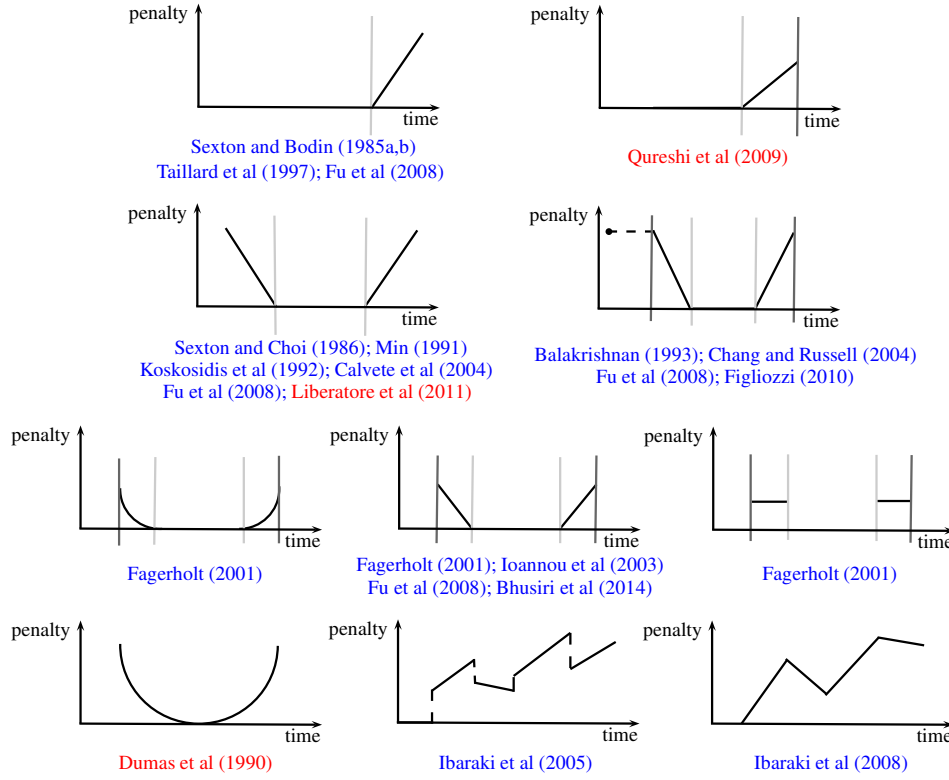 penalty
time
Sexton and Bodin (1985a,b)
Taillard et al (1997); Fu et al (2008)
penalty
time
Qureshi et al (2009)
penalty
time
Sexton and Choi (1986); Min (1991)
Koskosidis et al (1992); Calvete et al (2004)
Fu et al (2008); Liberatore et al (2011)
penalty
time
Balakrishnan (1993); Chang and Russell (2004)
Fu et al (2008); Figliozzi (2010)
penalty
time
Fagerholt (2001)
penalty
time
Fagerholt (2001); Ioannou et al (2003)
Fu et al (2008); Bhusiri et al (2014)
penalty
time
Fagerholt (2001)
penalty
time
Dumas et al (1990)
penalty
time
Ibaraki et al (2005)
penalty
time
Ibaraki et al (2008)